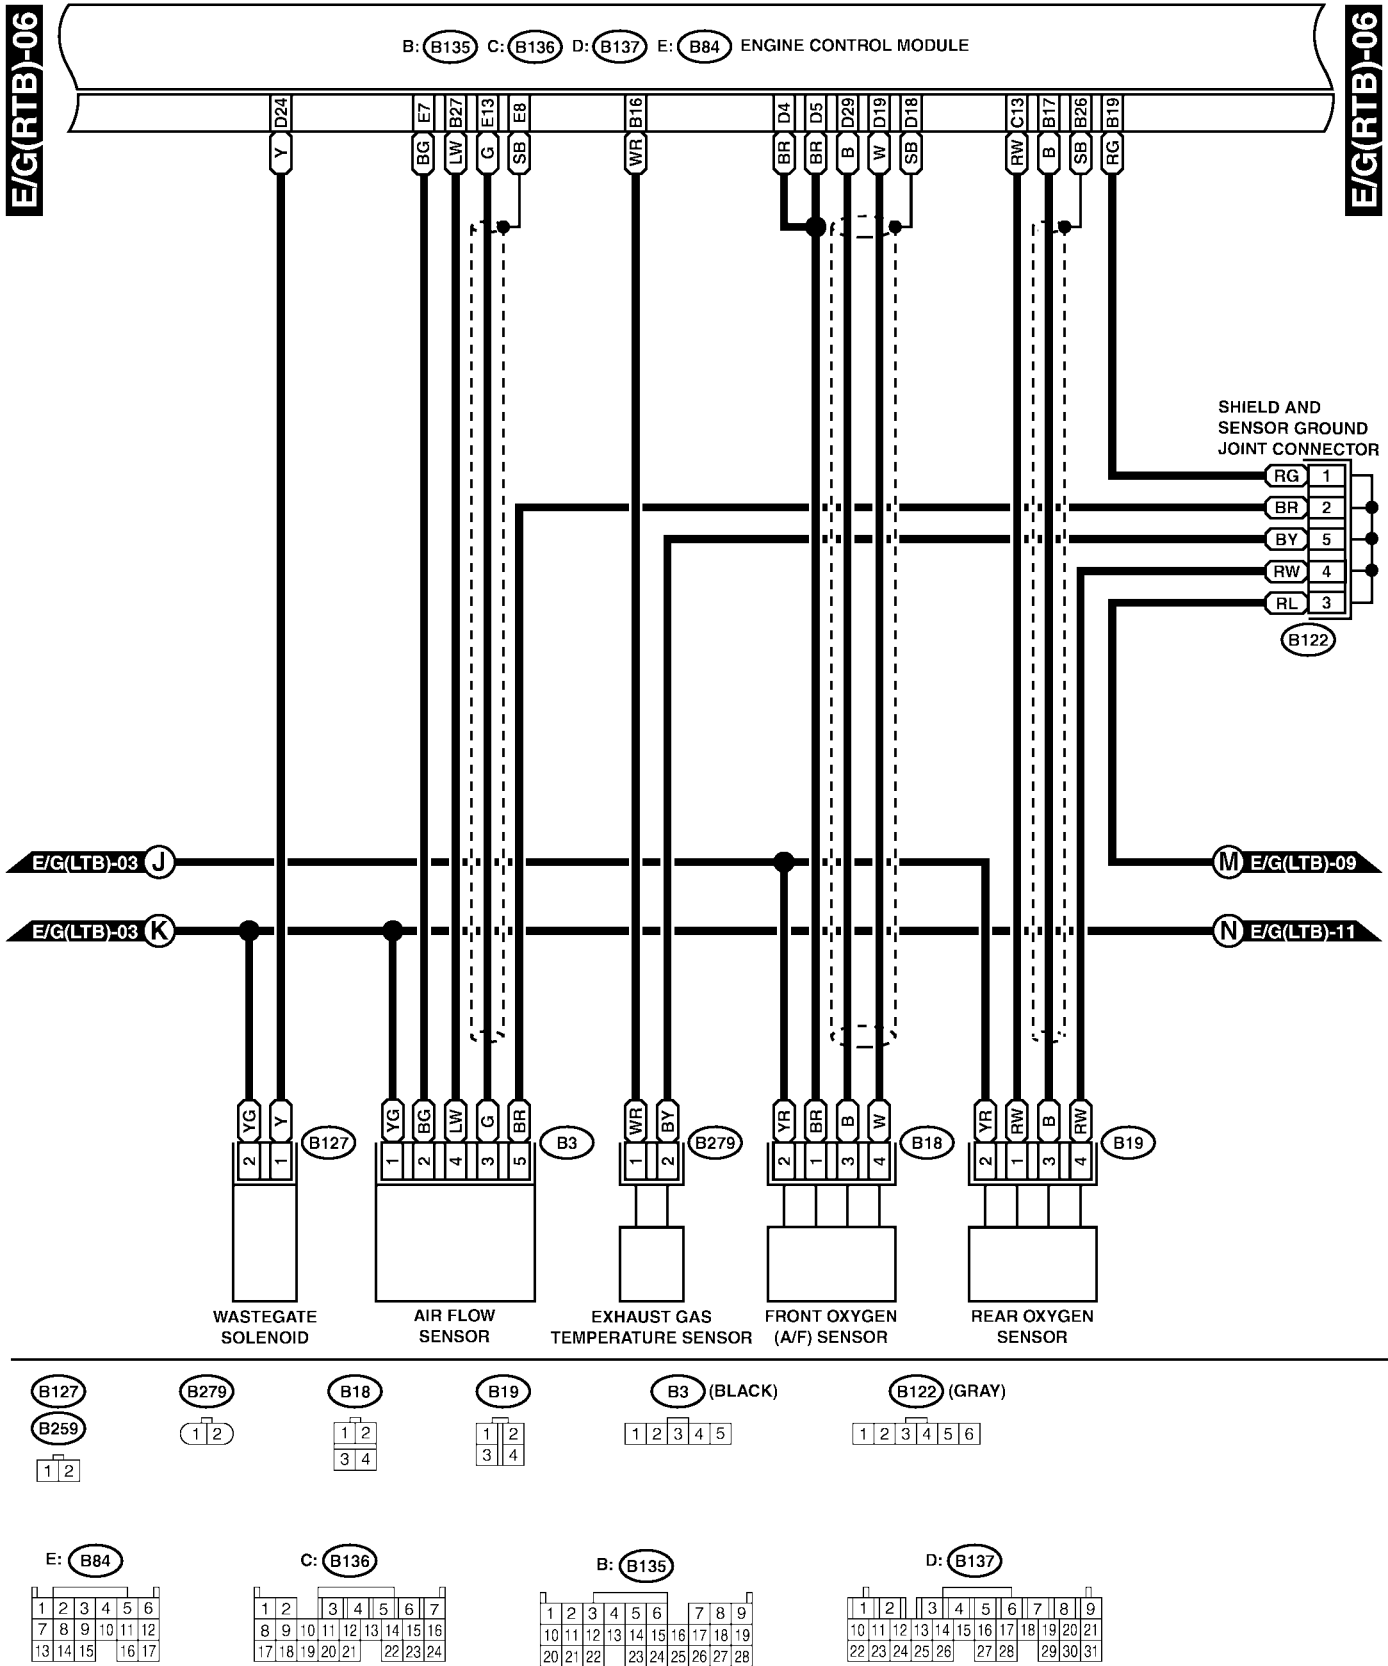 E/G(RTB)-06
E/G(RTB)-06
B: B135 C: B136 D: B137 E: B84 ENGINE CONTROL MODULE
D24 E7 B27 E13 E8 B16 D4 D5 D29 D19 D18 C13 B17 B26 B19
Y BG LW G SB WR BR BR B W SB RW B SB RG
SHIELD AND
SENSOR GROUND
JOINT CONNECTOR
RG 1
BR 2
BY 5
RW 4
RL 3
B122
E/G(LTB)-03 J
M E/G(LTB)-09
E/G(LTB)-03 K
N E/G(LTB)-11
YG Y YG BG LW G BR WR BY YR BR B W YR RW B RW
2 1 B127 1 2 4 3 5 B3 1 2 B279 2 1 3 4 B18 2 1 3 4 B19
WASTEGATE
SOLENOID
AIR FLOW
SENSOR
EXHAUST GAS
TEMPERATURE SENSOR
FRONT OXYGEN
(A/F) SENSOR
REAR OXYGEN
SENSOR
B127
B259
1 2
B279
1 2
B18
1 2
3 4
B19
1 2
3 4
B3 (BLACK)
1 2 3 4 5
B122 (GRAY)
1 2 3 4 5 6
E: B84
1 2 3 4 5 6
7 8 9 10 11 12
13 14 15 16 17
C: B136
1 2 3 4 5 6 7
8 9 10 11 12 13 14 15 16
17 18 19 20 21 22 23 24
B: B135
1 2 3 4 5 6 7 8 9
10 11 12 13 14 15 16 17 18 19
20 21 22 23 24 25 26 27 28
D: B137
1 2 3 4 5 6 7 8 9
10 11 12 13 14 15 16 17 18 19 20 21
22 23 24 25 26 27 28 29 30 31